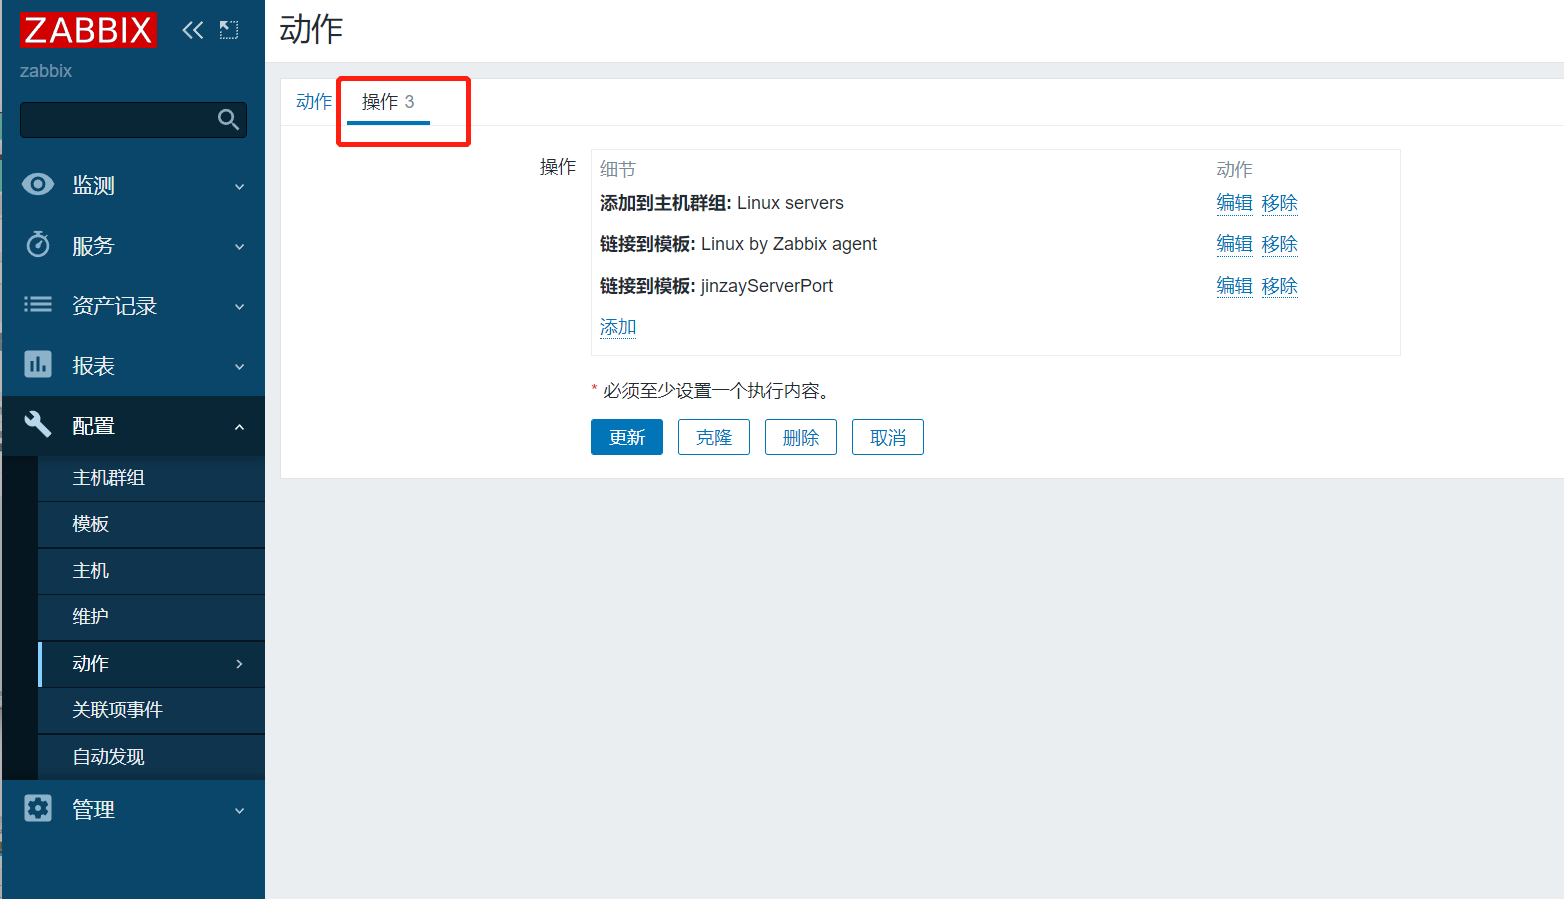 ZABBIX
zabbix
监测
服务
资产记录
报表
配置
主机群组
模板
主机
维护
动作
关联项事件
自动发现
管理
动作
动作 操作 3
操作 细节 动作
添加到主机群组: Linux servers 编辑 移除
链接到模板: Linux by Zabbix agent 编辑 移除
链接到模板: jinzayServerPort 编辑 移除
添加
* 必须至少设置一个执行内容。
更新 克隆 删除 取消